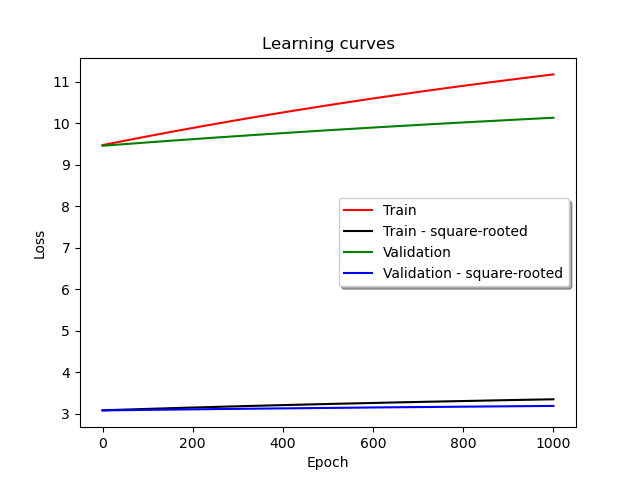 Learning curves
11
10
9
8
7
6
5
4
3
Loss
Train
Train - square-rooted
Validation
Validation - square-rooted
0 200 400 600 800 1000
Epoch